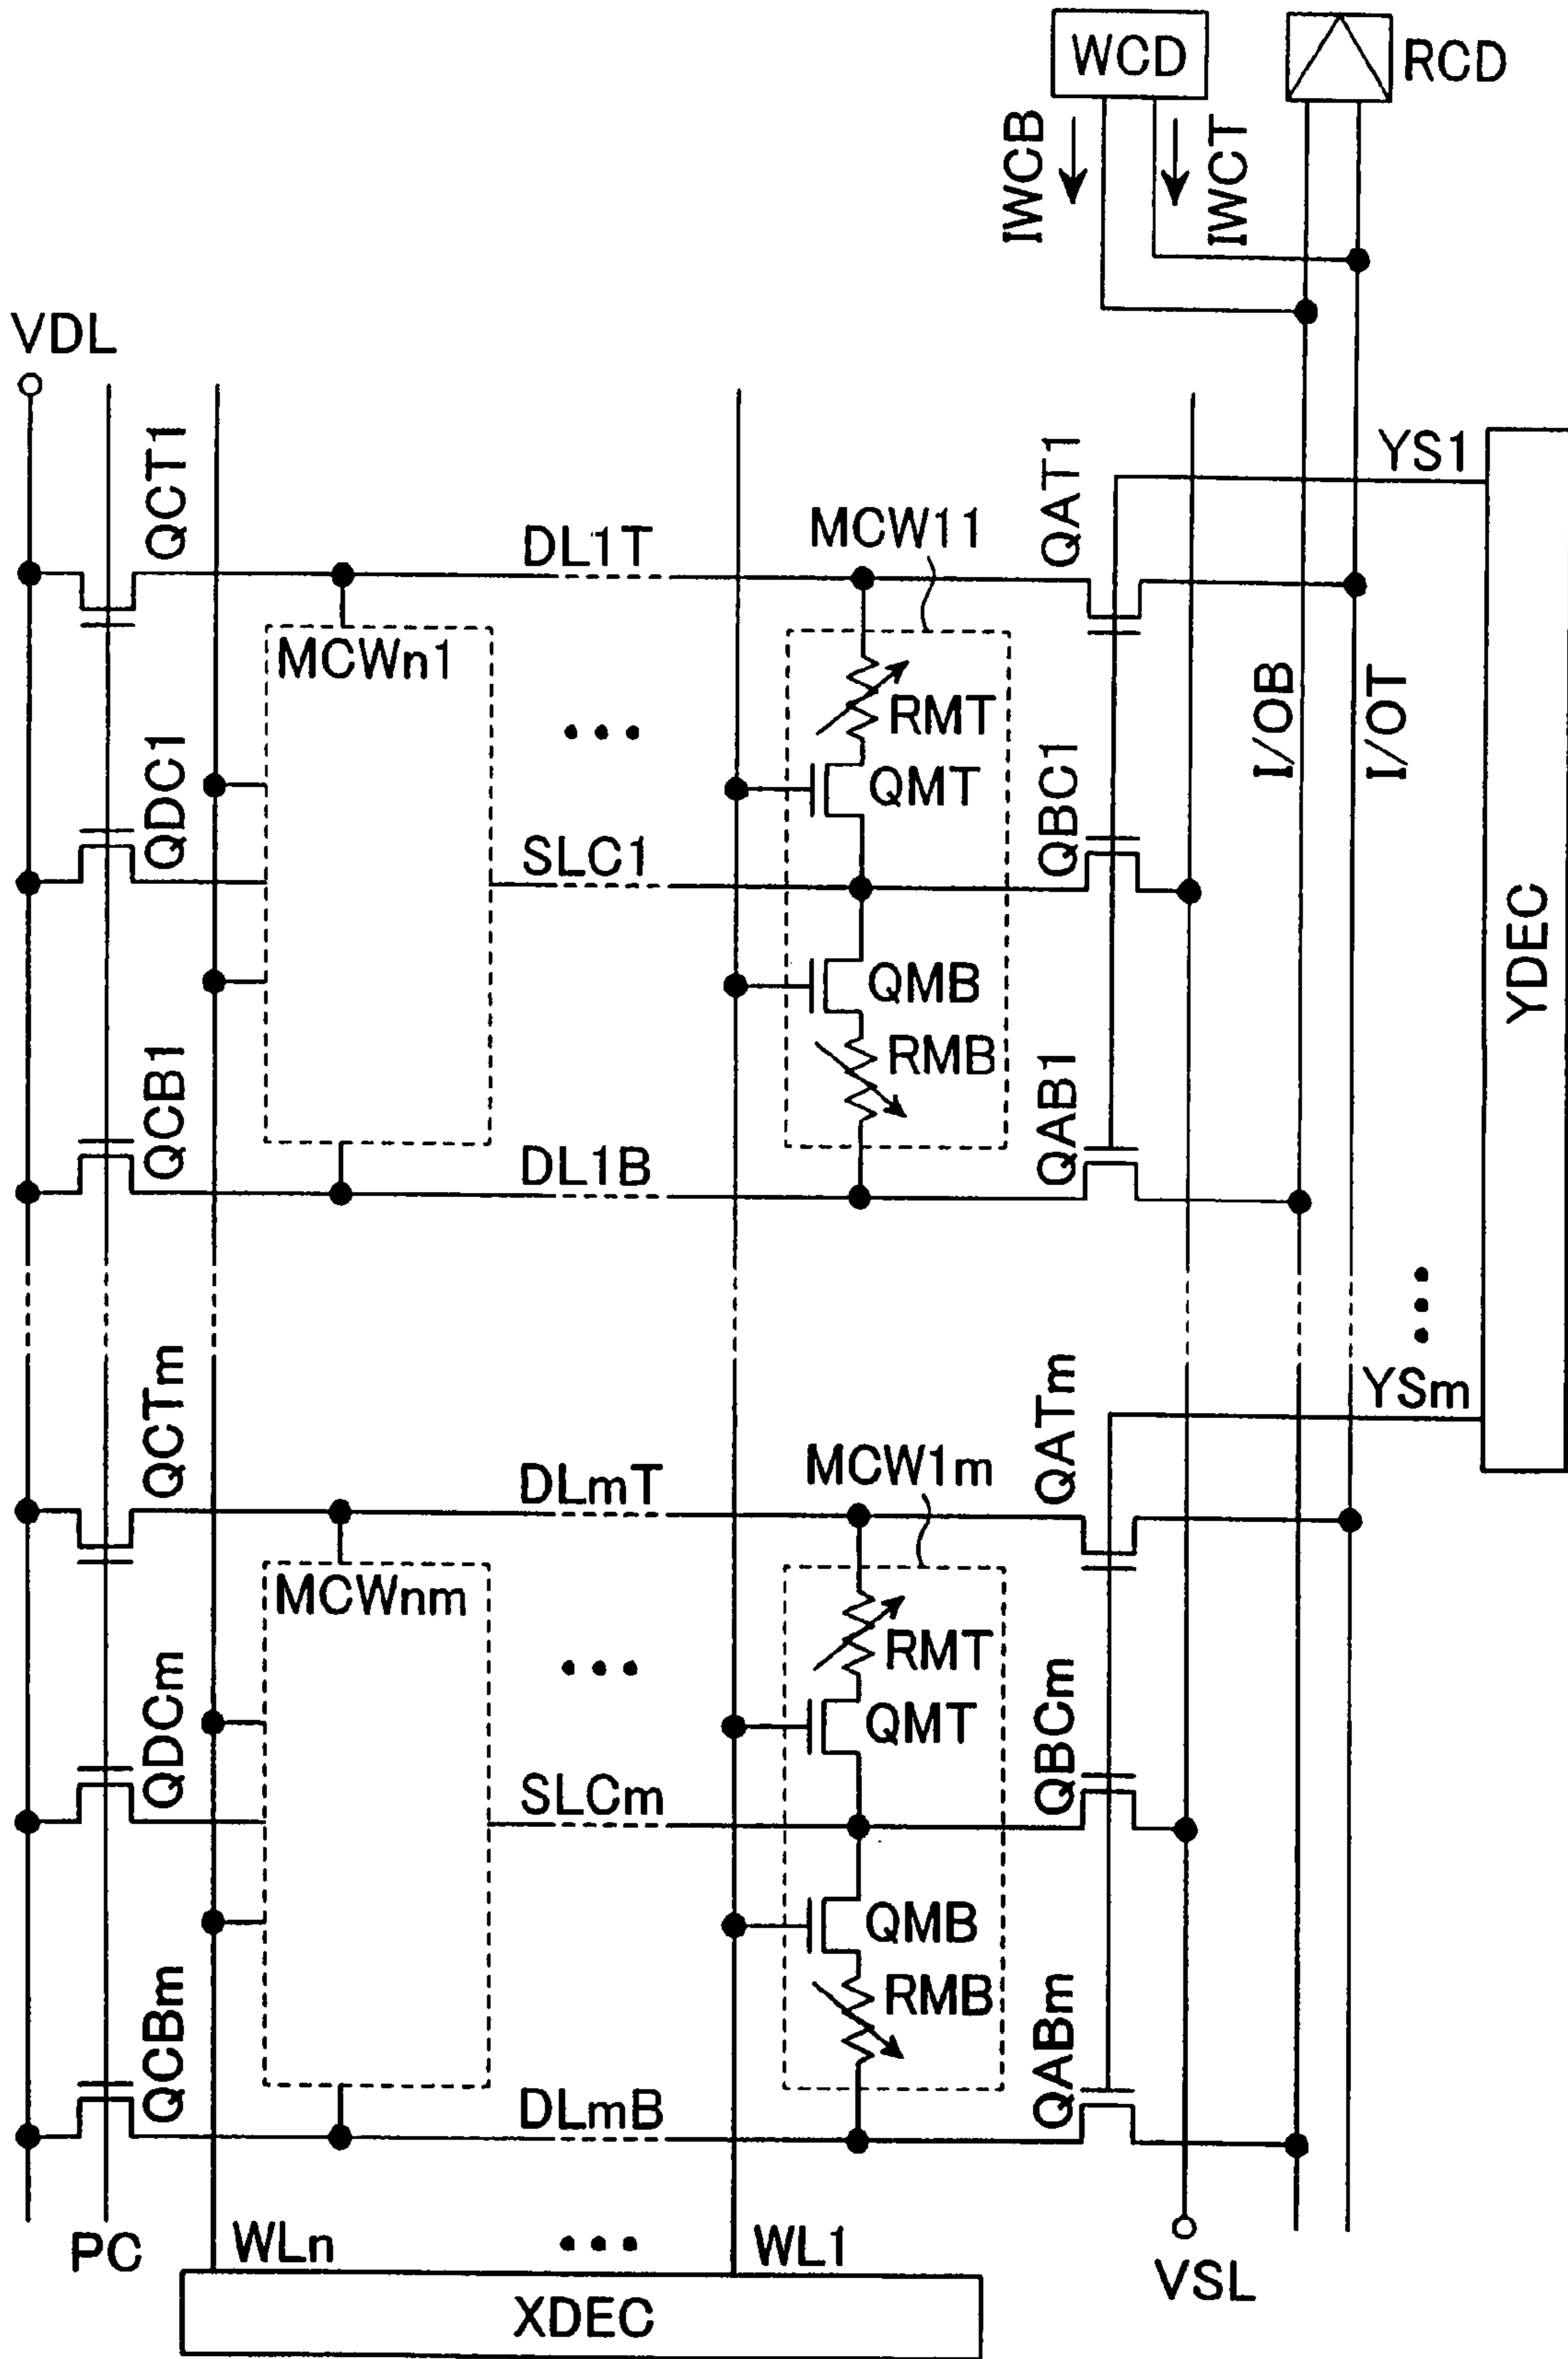 WCD
RCD
IWCB
IWCT
VDL
QCT1
QAT1
YS1
MCW11
DL1T
MCWn1
...
RMT
I/OB
I/OT
QMT
QDC1
QBC1
SLC1
YDEC
QMB
RMB
QCB1
QAB1
DL1B
...
YSm
QCTm
QATm
MCW1m
DLmT
MCWnm
...
RMT
QMT
QDCm
QBCm
SLCm
QMB
RMB
QCBm
QABm
DLmB
PC
WLn
...
WL1
VSL
XDEC